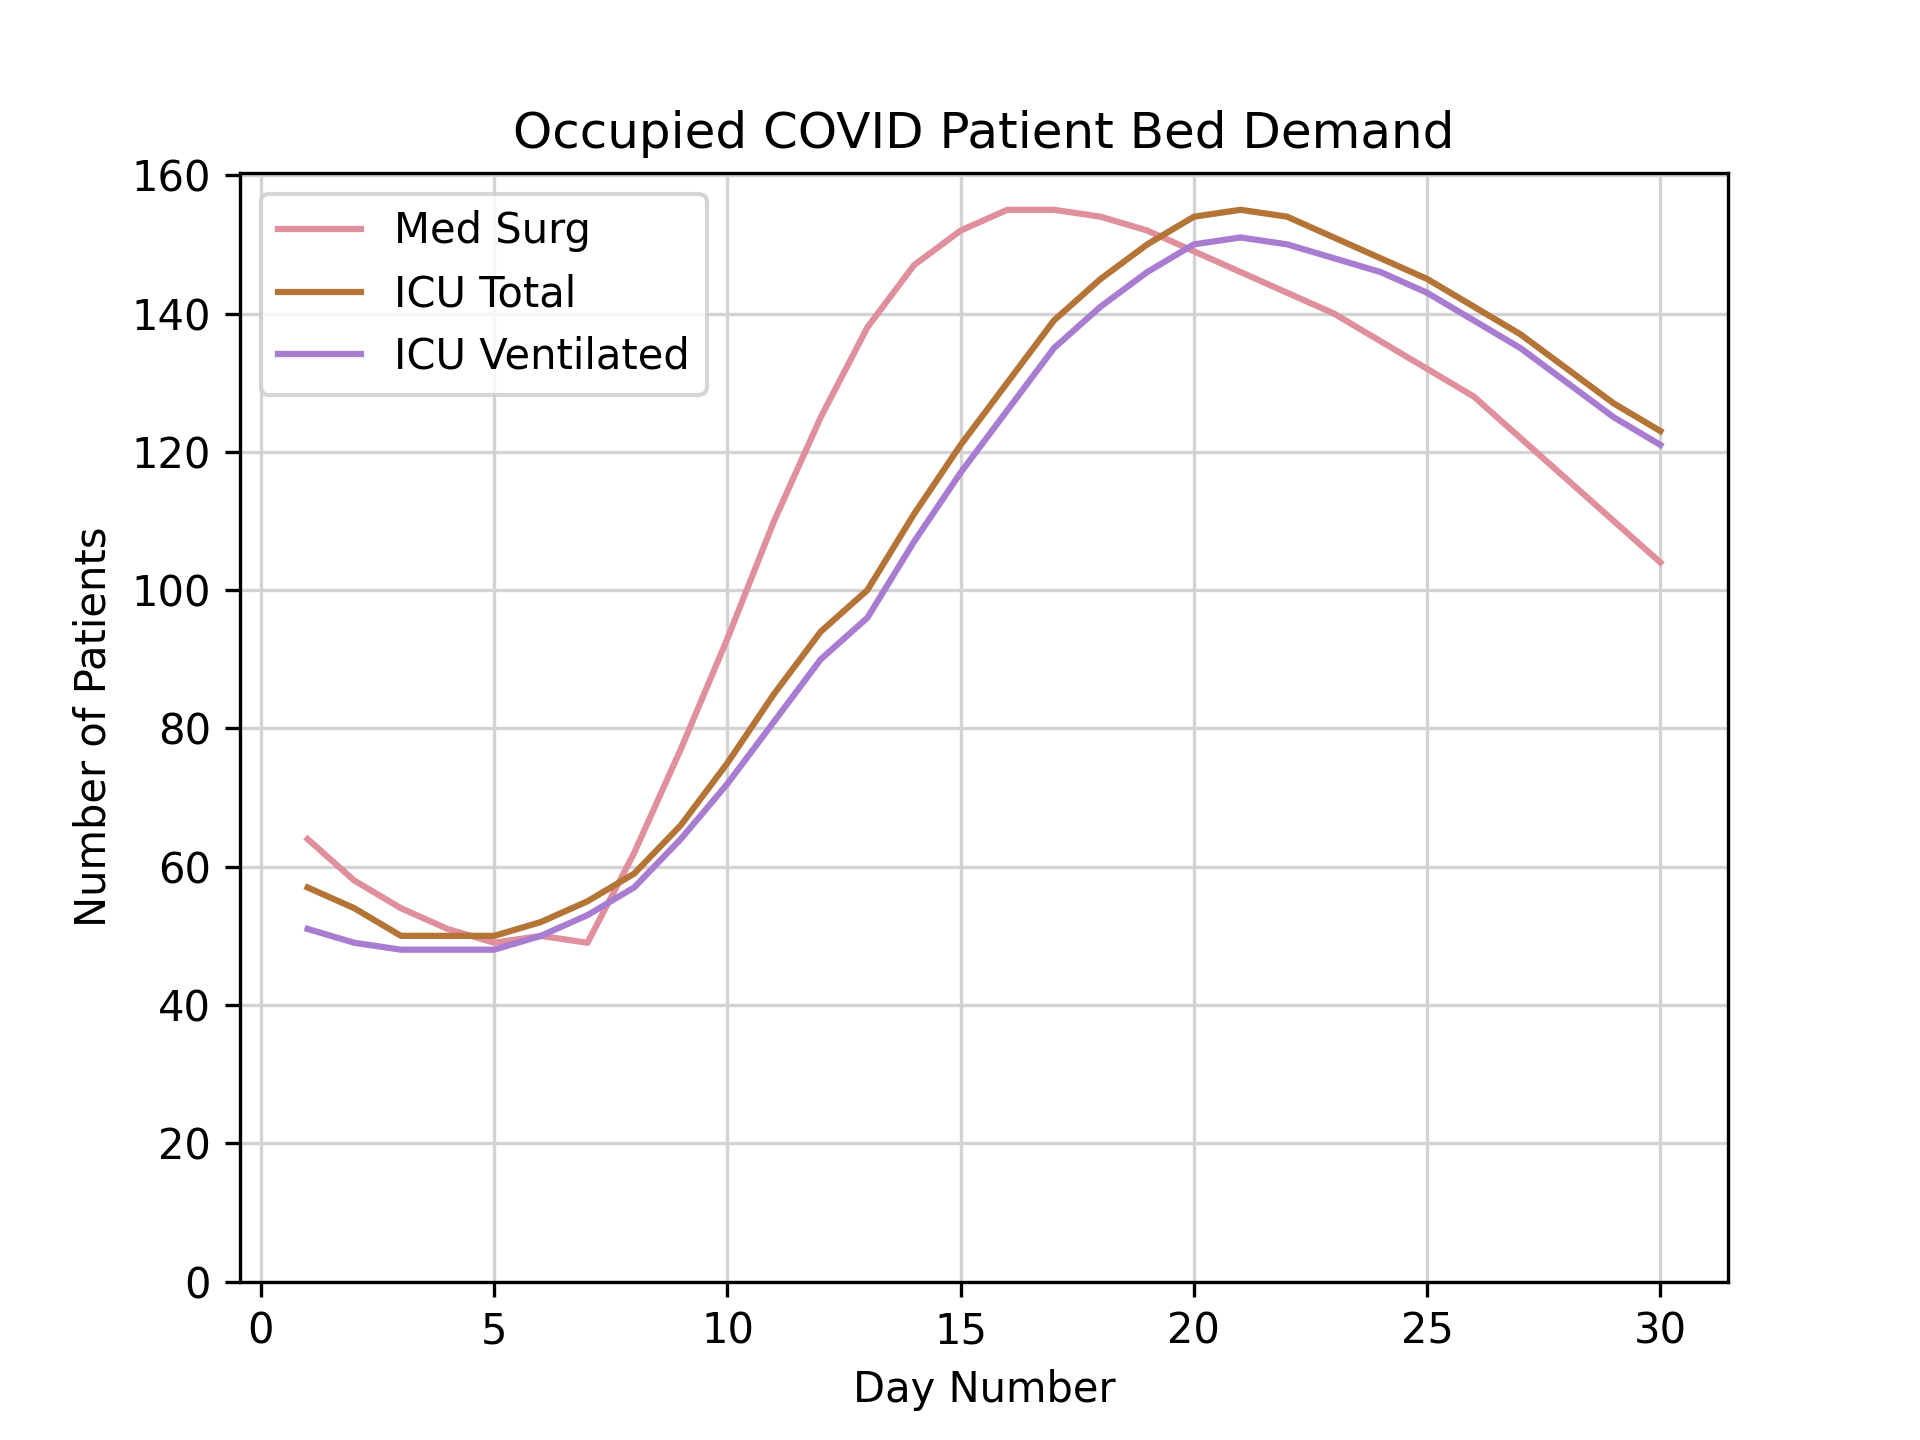 Occupied COVID Patient Bed Demand
160
140
120
100
80
60
40
20
0
Number of Patients
Med Surg
ICU Total
ICU Ventilated
0 5 10 15 20 25 30
Day Number